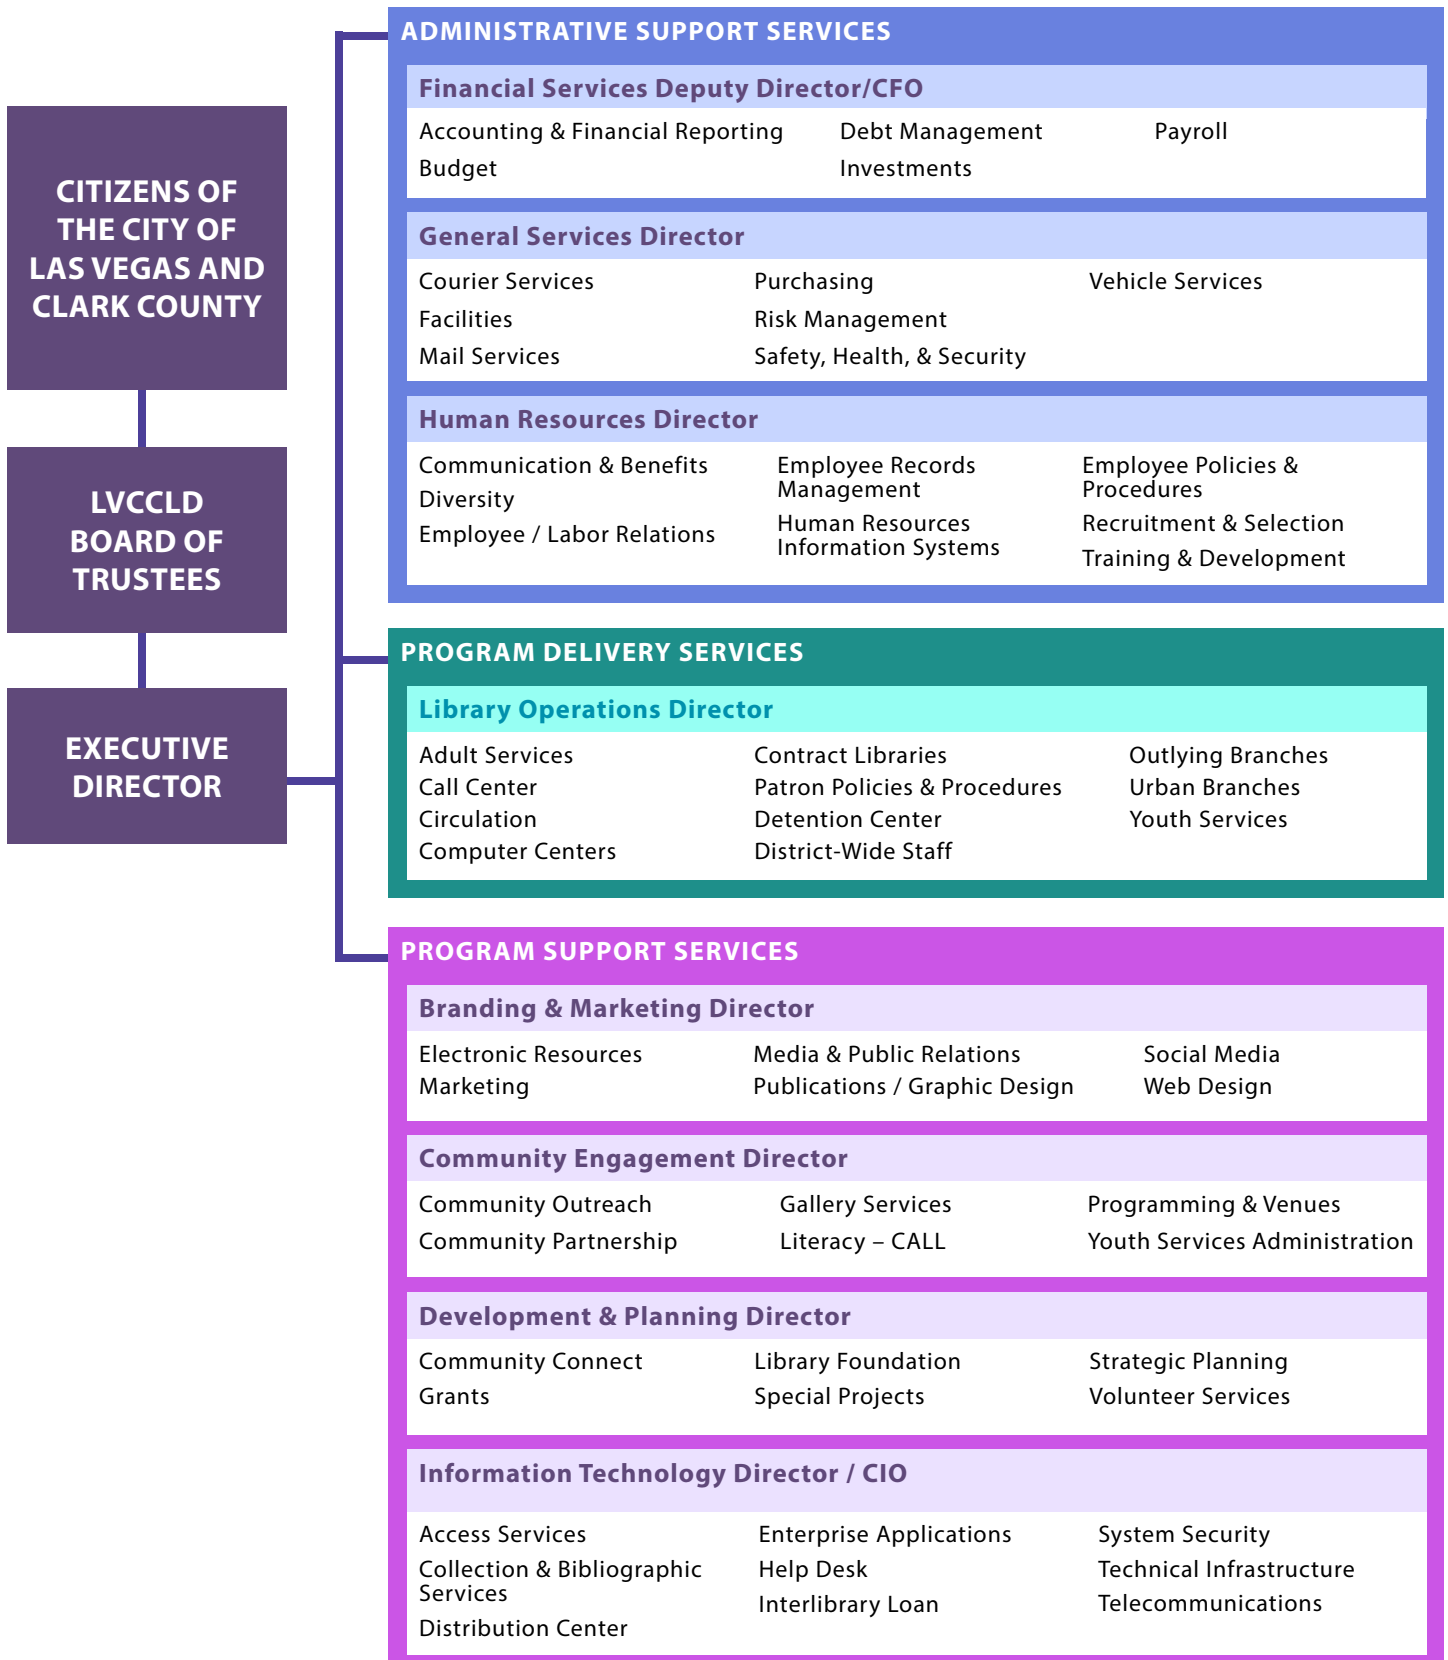 CITIZENS OF
THE CITY OF
LAS VEGAS AND
CLARK COUNTY
LVCCLD
BOARD OF
TRUSTEES
EXECUTIVE
DIRECTOR
ADMINISTRATIVE SUPPORT SERVICES
Financial Services Deputy Director/CFO
Accounting & Financial Reporting
Budget
Debt Management
Investments
Payroll
General Services Director
Courier Services
Facilities
Mail Services
Purchasing
Risk Management
Safety, Health, & Security
Vehicle Services
Human Resources Director
Communication & Benefits
Diversity
Employee / Labor Relations
Employee Records
Management
Human Resources
Information Systems
Employee Policies &
Procedures
Recruitment & Selection
Training & Development
PROGRAM DELIVERY SERVICES
Library Operations Director
Adult Services
Call Center
Circulation
Computer Centers
Contract Libraries
Patron Policies & Procedures
Detention Center
District-Wide Staff
Outlying Branches
Urban Branches
Youth Services
PROGRAM SUPPORT SERVICES
Branding & Marketing Director
Electronic Resources
Marketing
Media & Public Relations
Publications / Graphic Design
Social Media
Web Design
Community Engagement Director
Community Outreach
Community Partnership
Gallery Services
Literacy – CALL
Programming & Venues
Youth Services Administration
Development & Planning Director
Community Connect
Grants
Library Foundation
Special Projects
Strategic Planning
Volunteer Services
Information Technology Director / CIO
Access Services
Collection & Bibliographic
Services
Distribution Center
Enterprise Applications
Help Desk
Interlibrary Loan
System Security
Technical Infrastructure
Telecommunications